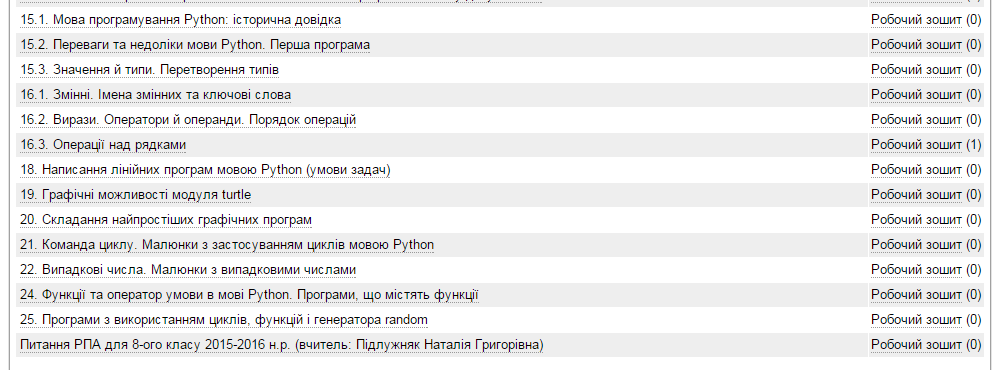 15.1. Мова програмування Python: історична довідка Робочий зошит (0)
15.2. Переваги та недоліки мови Python. Перша програма Робочий зошит (0)
15.3. Значення й типи. Перетворення типів Робочий зошит (0)
16.1. Змінні. Імена змінних та ключові слова Робочий зошит (0)
16.2. Вирази. Оператори й операнди. Порядок операцій Робочий зошит (0)
16.3. Операції над рядками Робочий зошит (1)
18. Написання лінійних програм мовою Python (умови задач) Робочий зошит (0)
19. Графічні можливості модуля turtle Робочий зошит (0)
20. Складання найпростіших графічних програм Робочий зошит (0)
21. Команда циклу. Малюнки з застосуванням циклів мовою Python Робочий зошит (0)
22. Випадкові числа. Малюнки з випадковими числами Робочий зошит (0)
24. Функції та оператор умови в мові Python. Програми, що містять функції Робочий зошит (0)
25. Програми з використанням циклів, функцій і генератора random Робочий зошит (0)
Питання РПА для 8-ого класу 2015-2016 н.р. (вчитель: Підлужняк Наталія Григорівна) Робочий зошит (0)